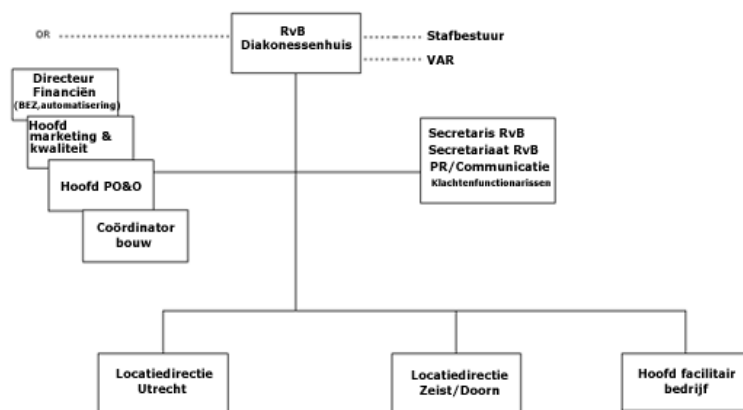 OR
RvB
Diakonessenhuis
Stafbestuur
VAR
Directeur
Financiën
(BEZ,automatisering)
Hoofd
marketing &
kwaliteit
Hoofd PO&O
Coördinator
bouw
Secretaris RvB
Secretariaat RvB
PR/Communicatie
Klachtenfunctionarissen
Locatiedirectie
Utrecht
Locatiedirectie
Zeist/Doorn
Hoofd facilitair
bedrijf